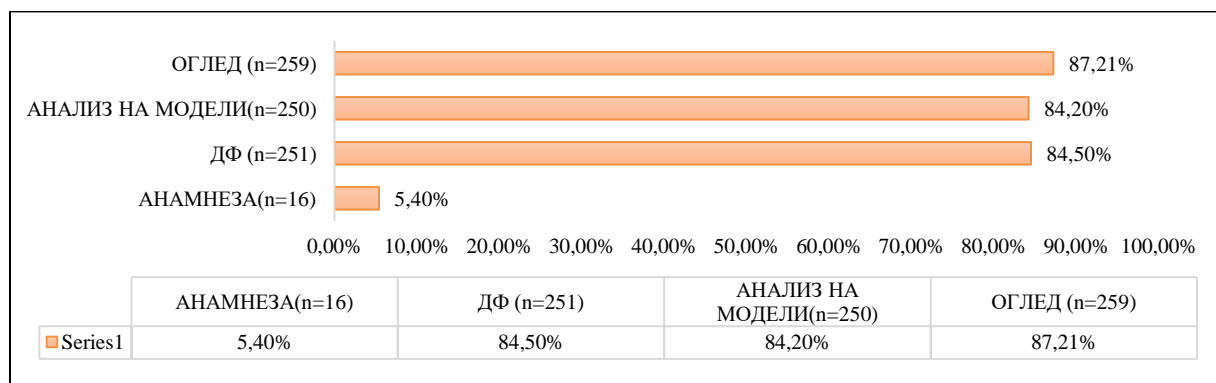 ОГЛЕД (n=259)
87,21%
АНАЛИЗ НА МОДЕЛИ(n=250)
84,20%
ДФ (n=251)
84,50%
АНАМНЕЗА(n=16)
5,40%
0,00% 10,00% 20,00% 30,00% 40,00% 50,00% 60,00% 70,00% 80,00% 90,00% 100,00%
АНАМНЕЗА(n=16) ДФ (n=251) АНАЛИЗ НА
МОДЕЛИ(n=250) ОГЛЕД (n=259)
Series1 5,40% 84,50% 84,20% 87,21%